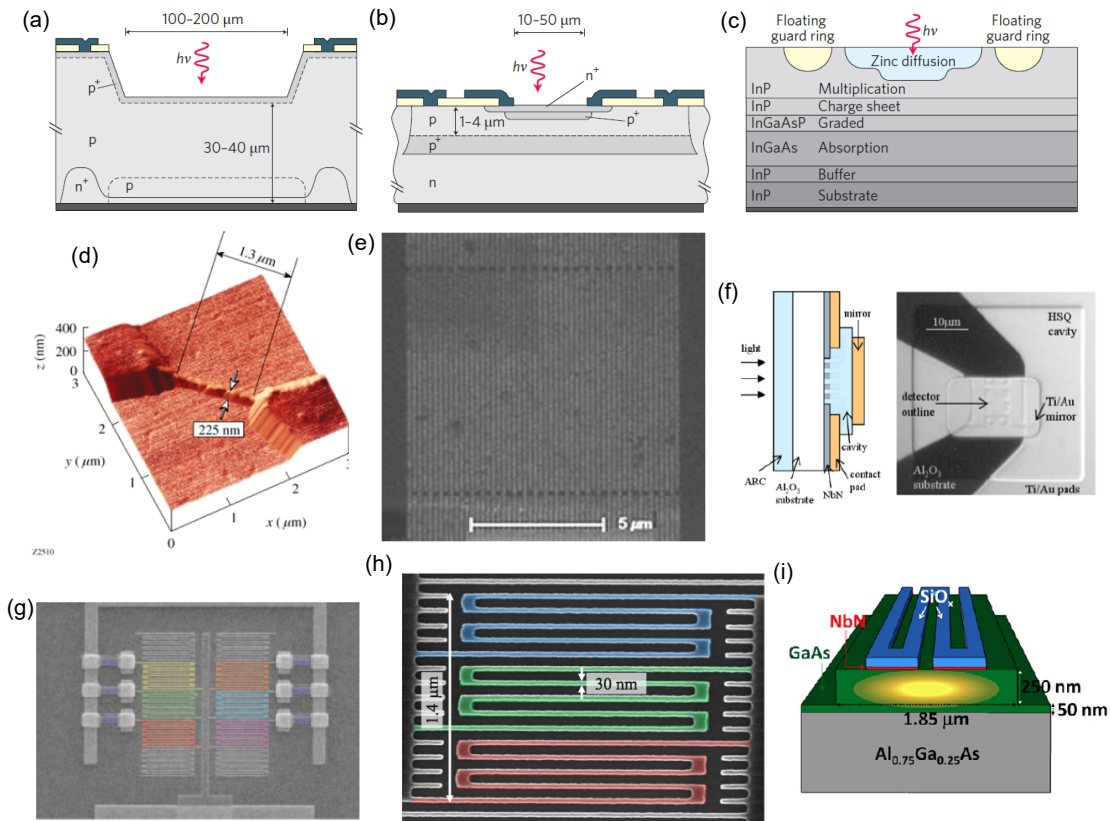 (a)
100–200 μm
hν
p+
p
30–40 μm
n+
p
(b)
10–50 μm
hν
n+
p
1–4 μm
p+
p+
n
(c)
Floating
guard ring
hν
Floating
guard ring
Zinc diffusion
InP Multiplication
InP Charge sheet
InGaAsP Graded
InGaAs Absorption
InP Buffer
InP Substrate
(d)
1.3 μm
400
200
0
z (nm)
3
2
1
0
y (μm)
225 nm
1
2
3
x (μm)
Z2510
(e)
5 μm
(f)
mirror
light
cavity
ARC
Al2O3
substrate
NbN
contact
pad
10μm
HSQ
cavity
detector
outline
Ti/Au
mirror
Al2O3
substrate
Ti/Au pads
(g)
(h)
1.4 μm
30 nm
(i)
SiOx
NbN
GaAs
250 nm
50 nm
1.85 μm
Al0.75Ga0.25As